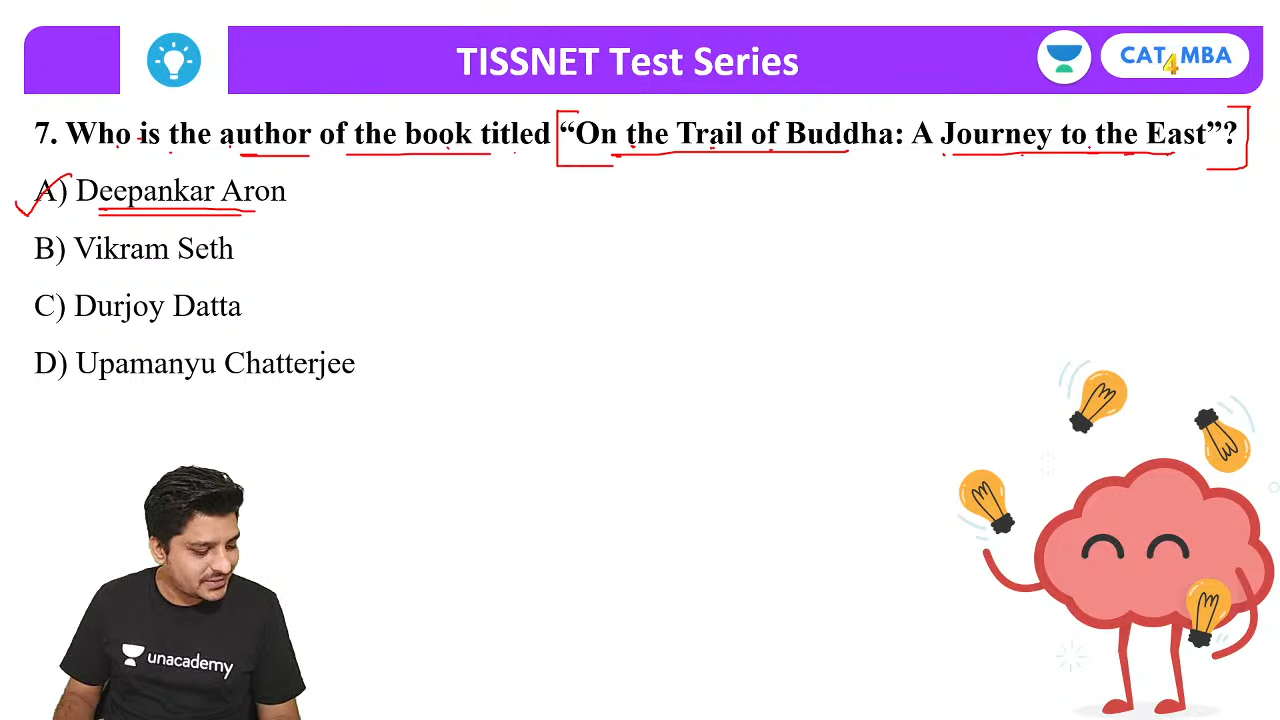 TISSNET Test Series
CAT4MBA
7. Who is the author of the book titled “On the Trail of Buddha: A Journey to the East”?
A) Deepankar Aron
B) Vikram Seth
C) Durjoy Datta
D) Upamanyu Chatterjee
unacademy